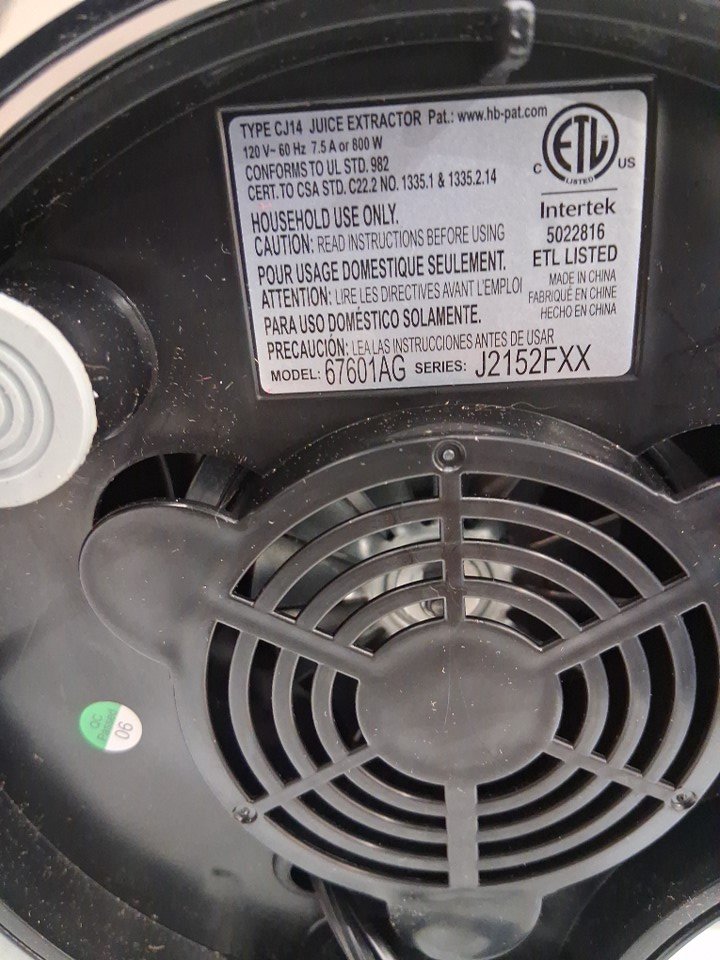 TYPE CJ14 JUICE EXTRACTOR Pat.: www.hb-pat.com
120 V~ 60 Hz 7.5 A or 800 W
CONFORMS TO UL STD. 982
CERT. TO CSA STD. C22.2 NO. 1335.1 & 1335.2.14
HOUSEHOLD USE ONLY.
CAUTION: READ INSTRUCTIONS BEFORE USING
POUR USAGE DOMESTIQUE SEULEMENT.
ATTENTION: LIRE LES DIRECTIVES AVANT L'EMPLOI
PARA USO DOMÉSTICO SOLAMENTE.
PRECAUCIÓN: LEA LAS INSTRUCCIONES ANTES DE USAR
MODEL: 67601AG SERIES: J2152FXX
ETL
C US
LISTED
Intertek
5022816
ETL LISTED
MADE IN CHINA
FABRIQUÉ EN CHINE
HECHO EN CHINA
QC
Passed
06